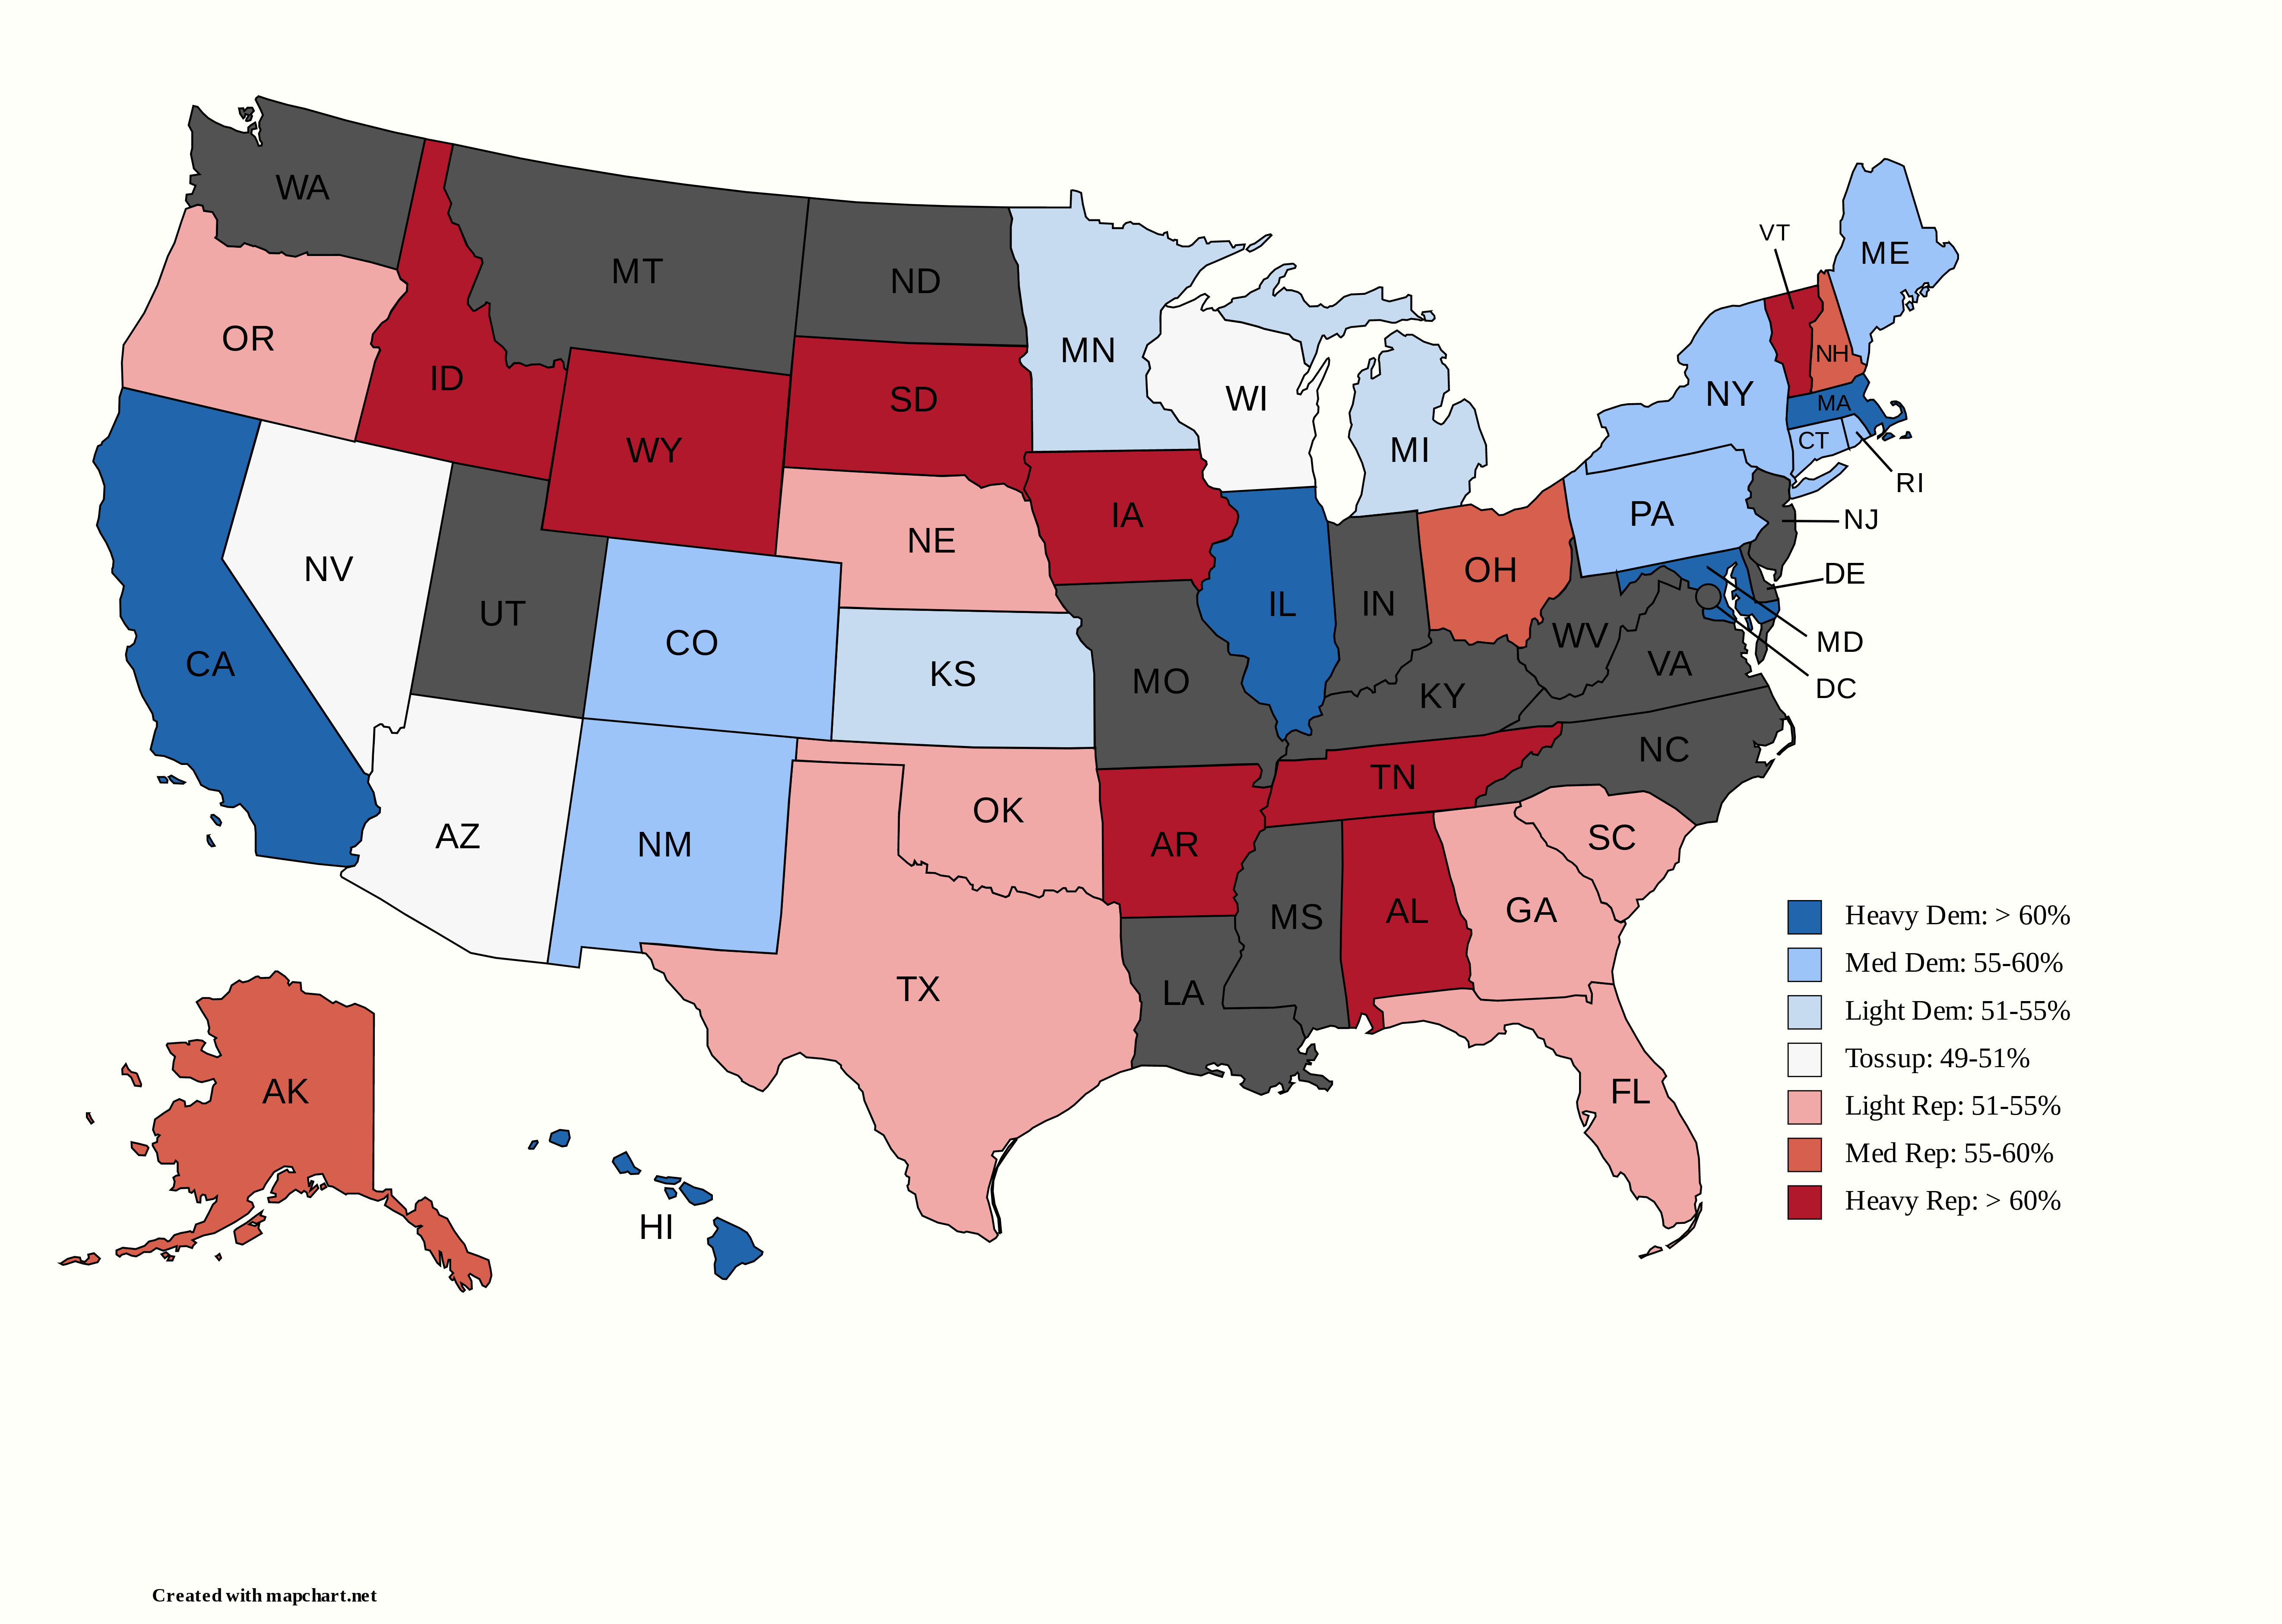 WA
MT
ND
MN
ME
VT
OR
ID
SD
WI
MI
NY
NH
MA
CT
RI
WY
IA
PA
NJ
NE
OH
DE
NV
UT
CO
IL
IN
WV
VA
MD
DC
CA
KS
MO
KY
NC
AZ
NM
OK
AR
TN
SC
MS
AL
GA
TX
LA
FL
AK
HI
Heavy Dem: > 60%
Med Dem: 55-60%
Light Dem: 51-55%
Tossup: 49-51%
Light Rep: 51-55%
Med Rep: 55-60%
Heavy Rep: > 60%
Created with mapchart.net